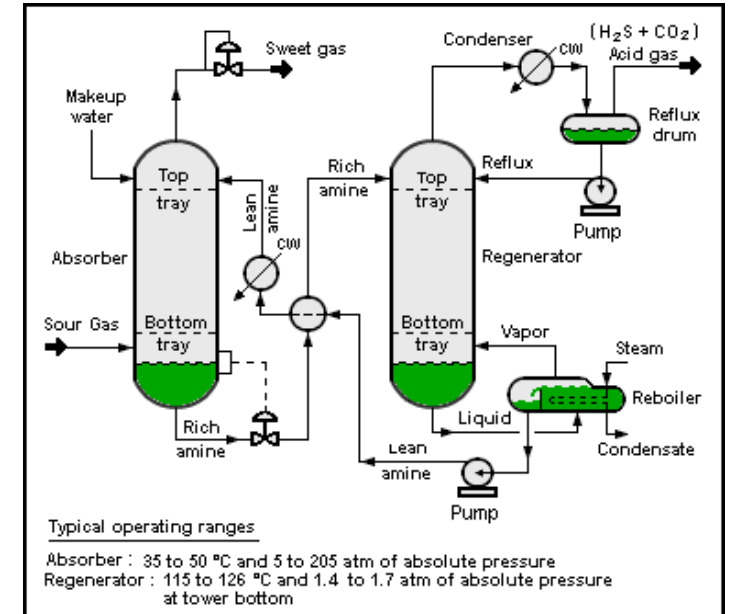 Sweet gas
Condenser
CW
(H₂S + CO₂)
Acid gas
Makeup
water
Reflux
drum
Top
tray
Lean
amine
Rich
amine
Top
tray
Reflux
Pump
CW
Absorber
Regenerator
Sour Gas
Bottom
tray
Bottom
tray
Vapor
Steam
Reboiler
Rich
amine
Liquid
Condensate
Lean
amine
Pump
Typical operating ranges
Absorber : 35 to 50 °C and 5 to 205 atm of absolute pressure
Regenerator : 115 to 126 °C and 1.4 to 1.7 atm of absolute pressure
at tower bottom